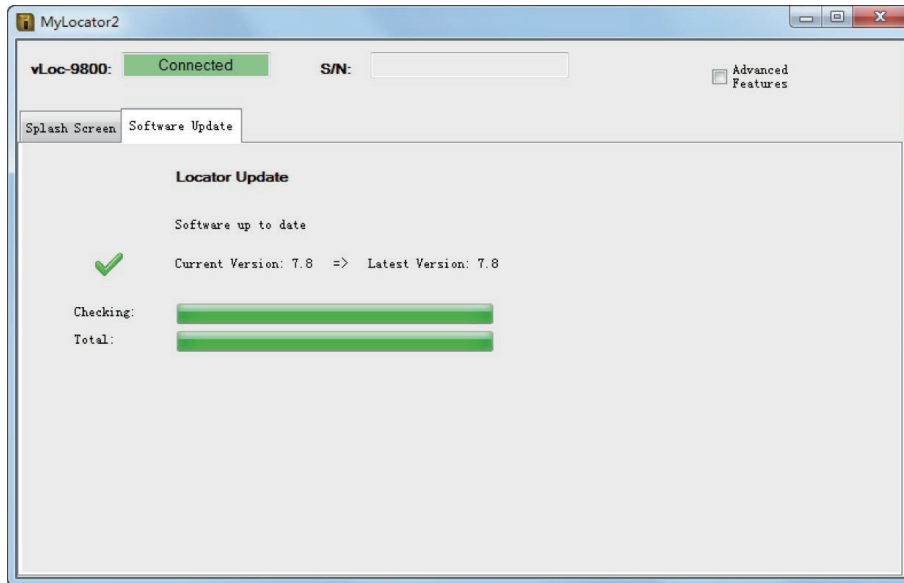 MyLocator2
vLoc-9800: Connected S/N:
Advanced
Features
Splash Screen Software Update
Locator Update
Software up to date
Current Version: 7.8 => Latest Version: 7.8
Checking:
Total: